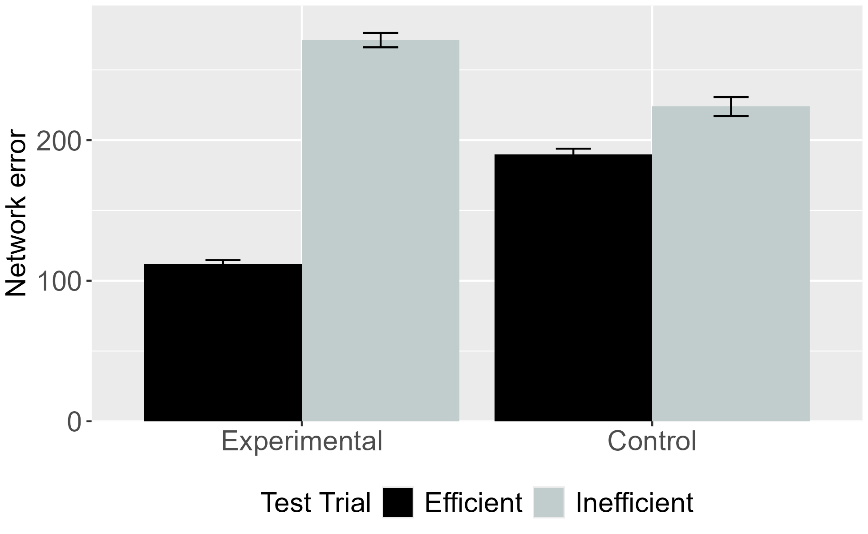 Network error
200
100
0
Experimental Control
Test Trial Efficient Inefficient